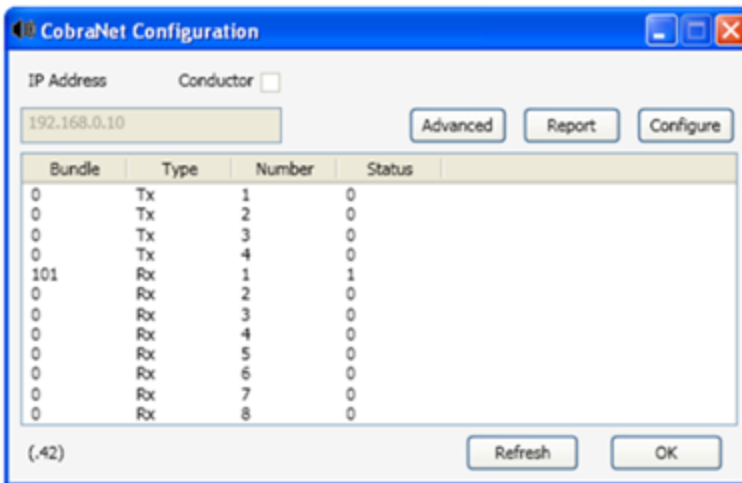 CobraNet Configuration
IP Address Conductor
192.168.0.10 Advanced Report Configure
Bundle Type Number Status
0 Tx 1 0
0 Tx 2 0
0 Tx 3 0
0 Tx 4 0
101 Rx 1 1
0 Rx 2 0
0 Rx 3 0
0 Rx 4 0
0 Rx 5 0
0 Rx 6 0
0 Rx 7 0
0 Rx 8 0
(.42) Refresh OK